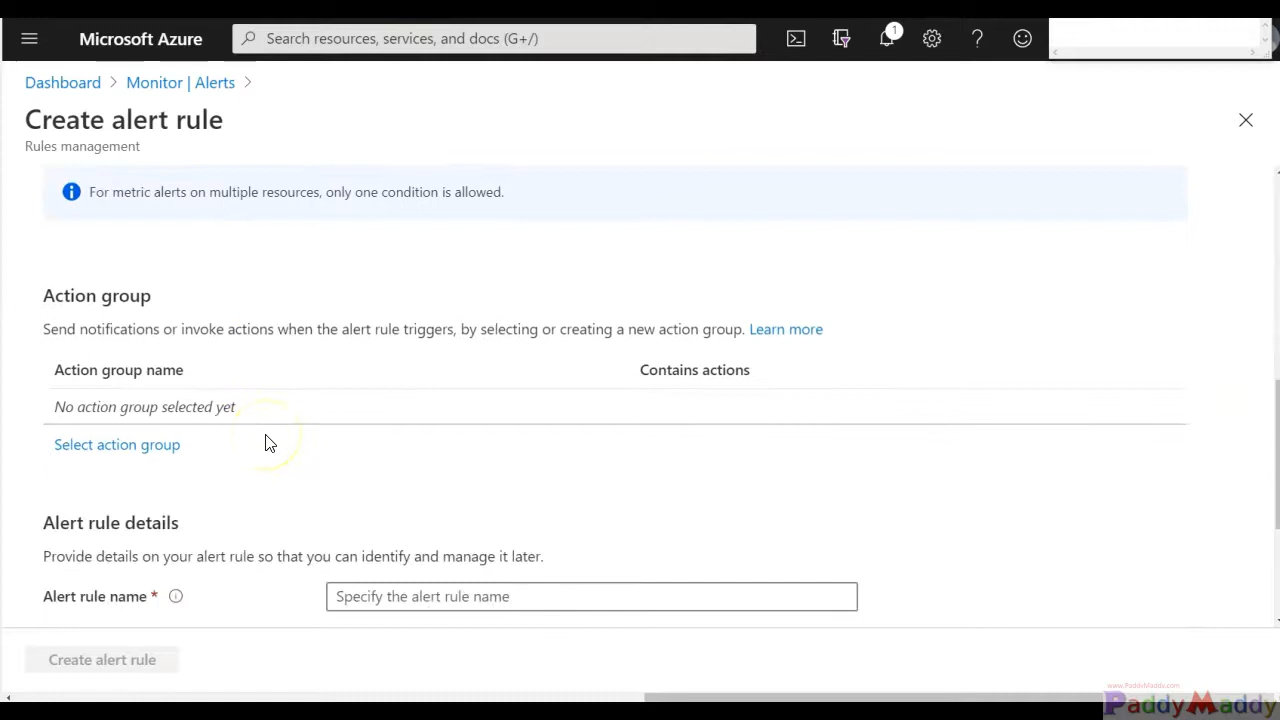 Microsoft Azure
Search resources, services, and docs (G+/)
1
Dashboard > Monitor | Alerts >
Create alert rule
Rules management
For metric alerts on multiple resources, only one condition is allowed.
Action group
Send notifications or invoke actions when the alert rule triggers, by selecting or creating a new action group. Learn more
Action group name Contains actions
No action group selected yet
Select action group
Alert rule details
Provide details on your alert rule so that you can identify and manage it later.
Alert rule name * Specify the alert rule name
Create alert rule
www.PaddyMaddy.com
PaddyMaddy